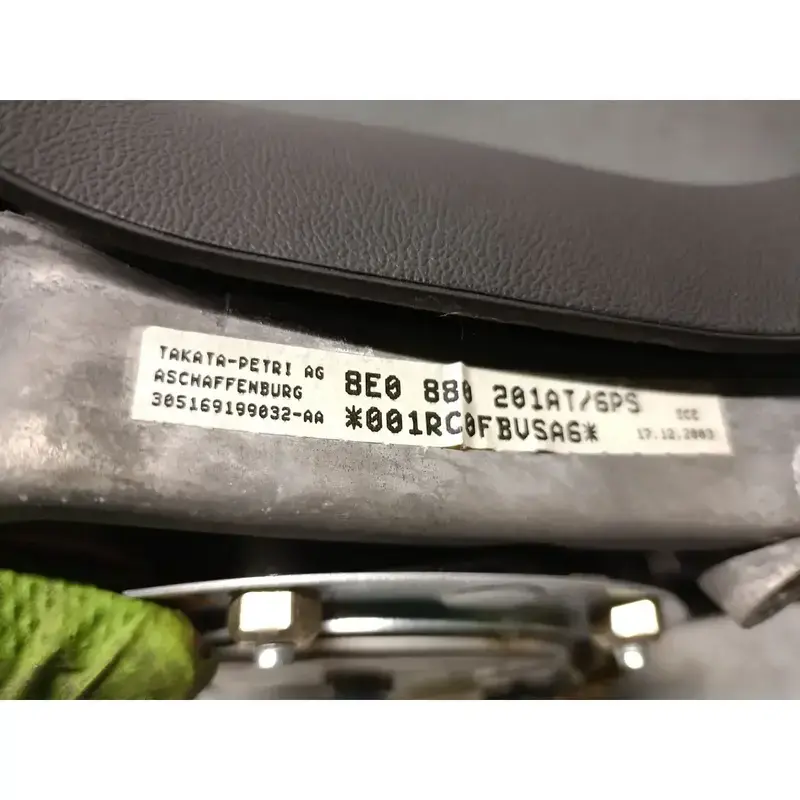 TAKATA-PETRI AG
ASCHAFFENBURG
305169199032-AA
8E0 880 201AT/6PS
*001RC0FBVSA6*
17.12.2003